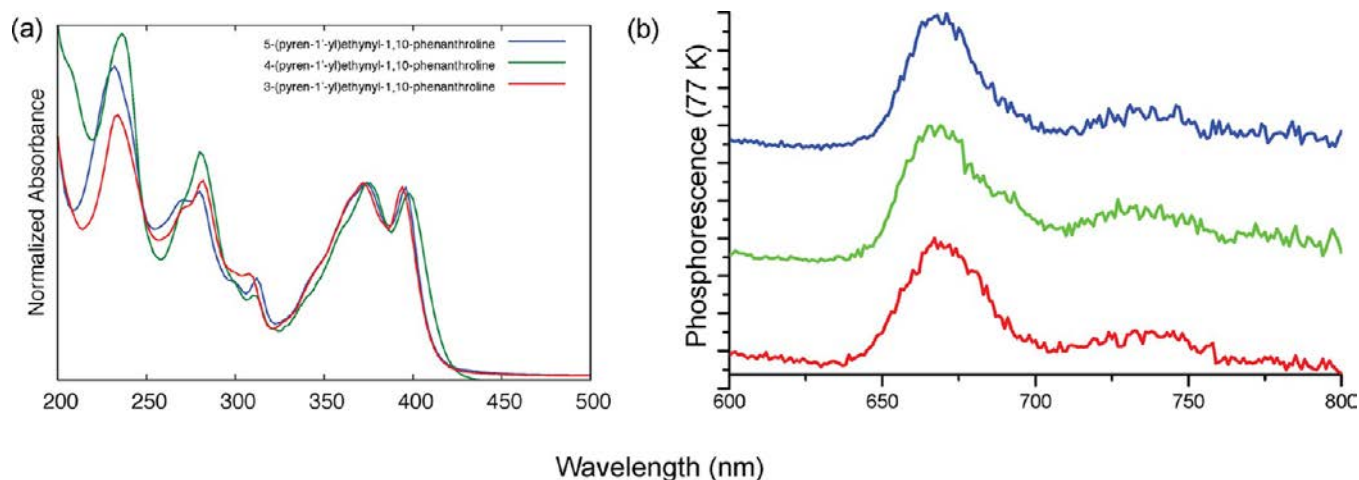 (a)
5-(pyren-1'-yl)ethynyl-1,10-phenanthroline
4-(pyren-1'-yl)ethynyl-1,10-phenanthroline
3-(pyren-1'-yl)ethynyl-1,10-phenanthroline
Normalized Absorbance
200 250 300 350 400 450 500
(b)
Phosphorescence (77 K)
600 650 700 750 800
Wavelength (nm)